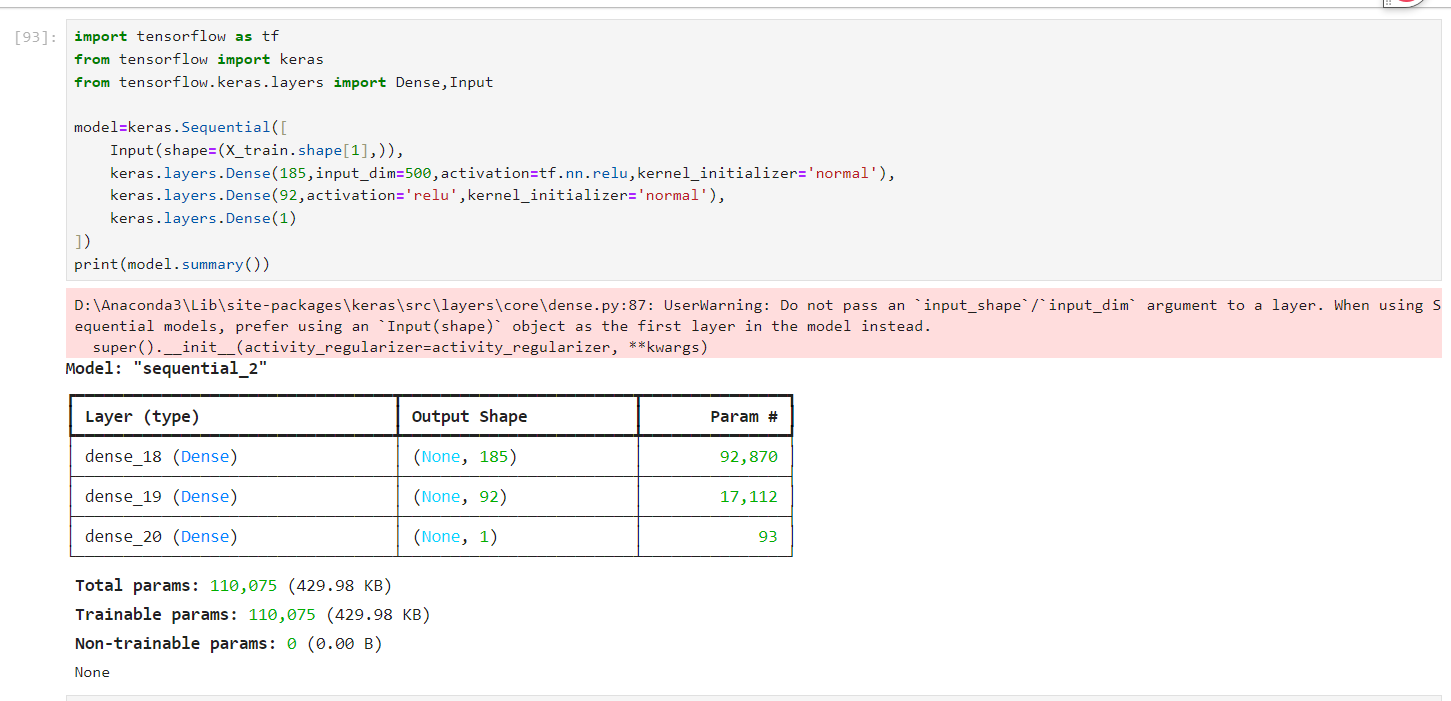 [93]:
import tensorflow as tf
from tensorflow import keras
from tensorflow.keras.layers import Dense,Input
model=keras.Sequential([
    Input(shape=(X_train.shape[1],)),
    keras.layers.Dense(185,input_dim=500,activation=tf.nn.relu,kernel_initializer='normal'),
    keras.layers.Dense(92,activation='relu',kernel_initializer='normal'),
    keras.layers.Dense(1)
])
print(model.summary())
D:\Anaconda3\Lib\site-packages\keras\src\layers\core\dense.py:87: UserWarning: Do not pass an `input_shape`/`input_dim` argument to a layer. When using S
equential models, prefer using an `Input(shape)` object as the first layer in the model instead.
  super().__init__(activity_regularizer=activity_regularizer, **kwargs)
Model: "sequential_2"
Layer (type) Output Shape Param #
dense_18 (Dense) (None, 185) 92,870
dense_19 (Dense) (None, 92) 17,112
dense_20 (Dense) (None, 1) 93
Total params: 110,075 (429.98 KB)
Trainable params: 110,075 (429.98 KB)
Non-trainable params: 0 (0.00 B)
None